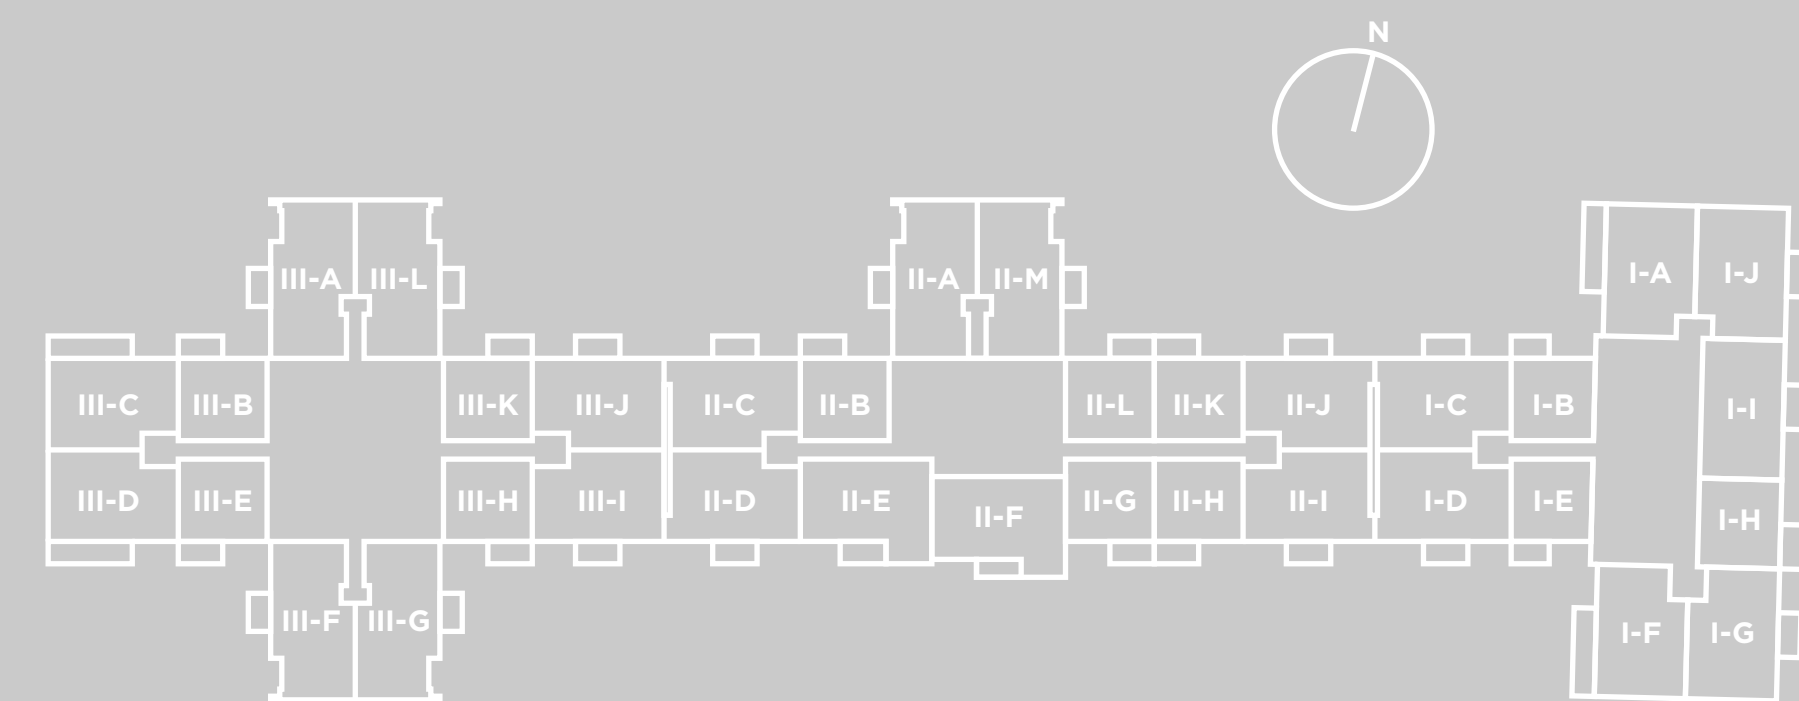 N
III-A III-L II-A II-M I-A I-J
III-C III-B III-K III-J II-C II-B II-L II-K II-J I-C I-B I-I
III-D III-E III-H III-I II-D II-E II-F II-G II-H II-I I-D I-E I-H
III-F III-G I-F I-G